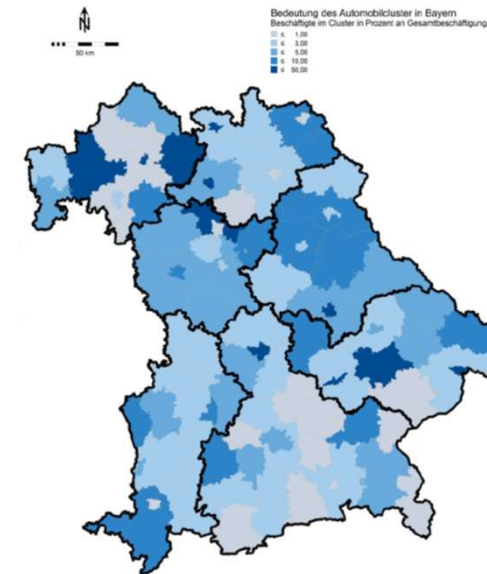 Bedeutung des Automobilcluster in Bayern
Beschäftigte im Cluster in Prozent an Gesamtbeschäftigung
N
50 km
≤ 1,00
≤ 3,00
≤ 5,00
≤ 10,00
≤ 50,00